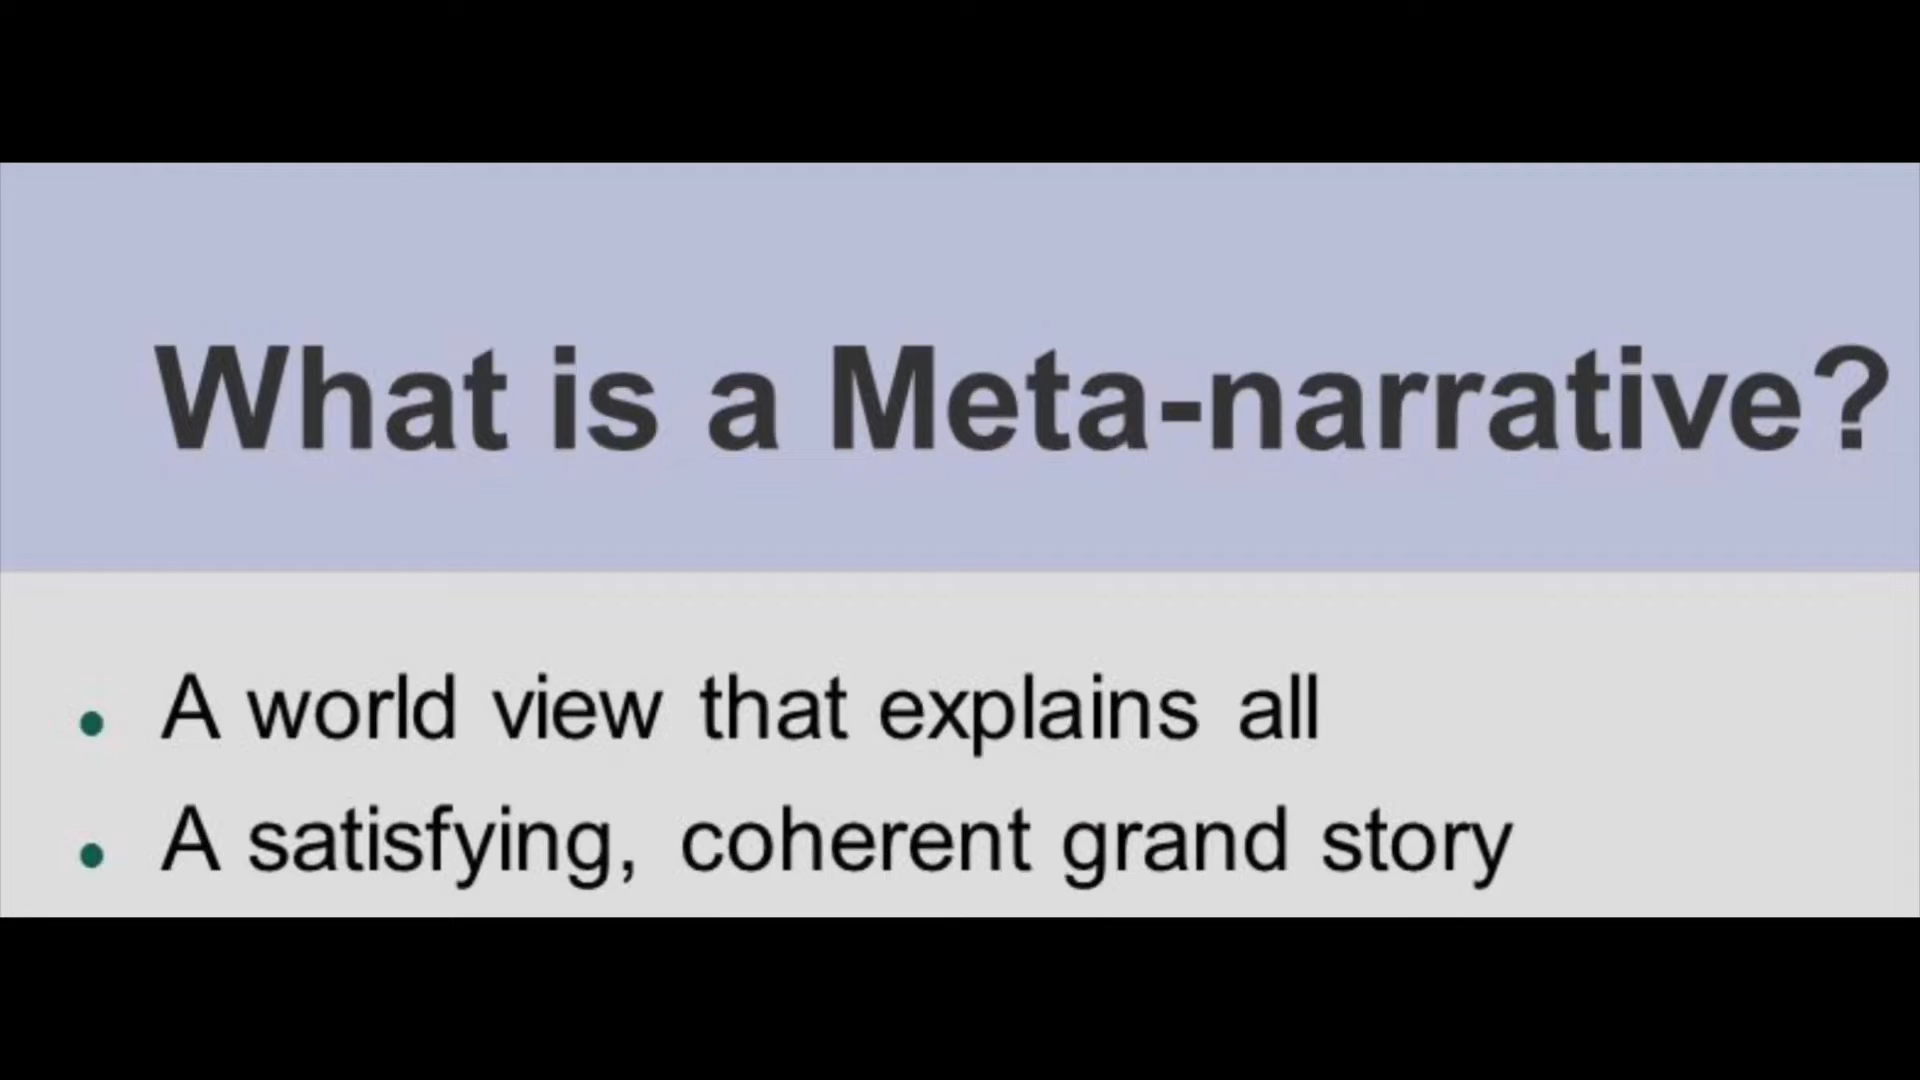 What is a Meta-narrative?
• A world view that explains all
• A satisfying, coherent grand story